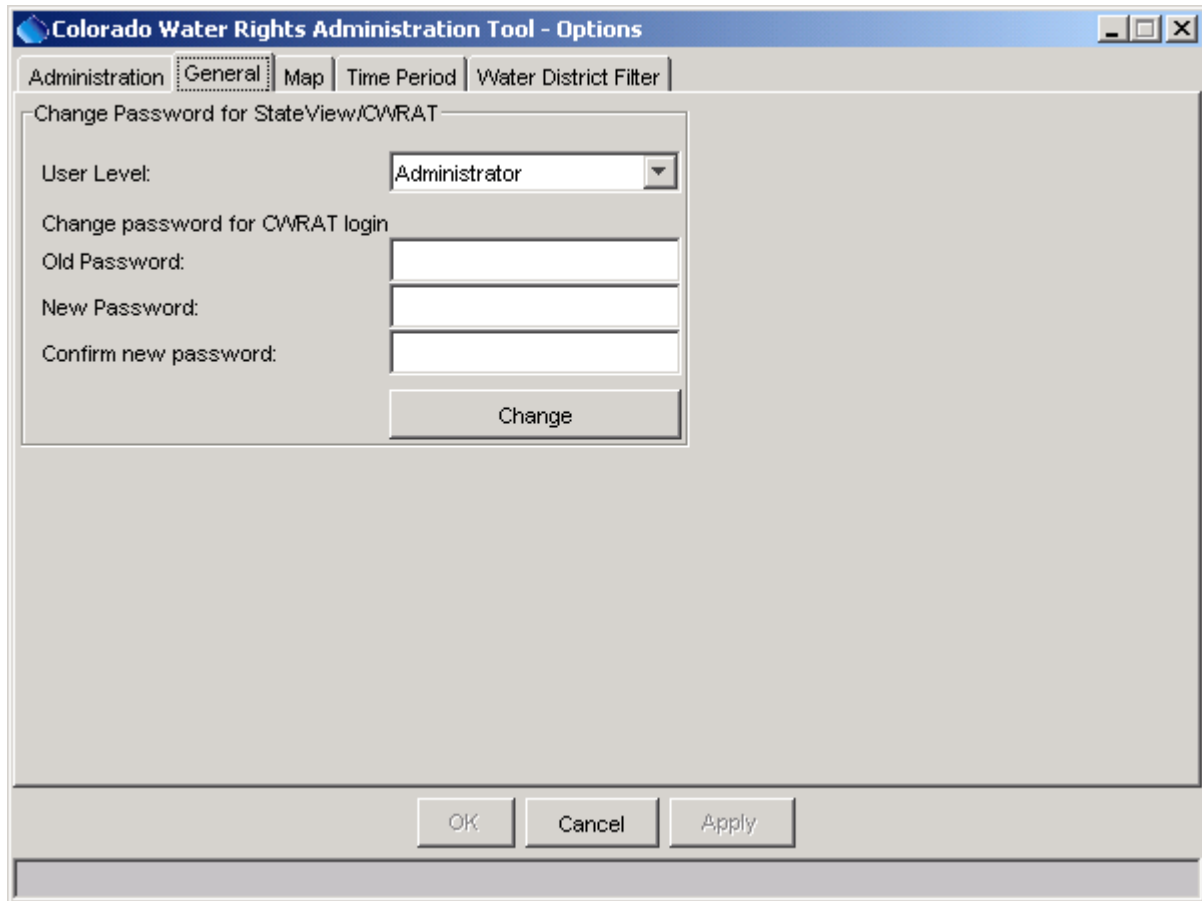 Colorado Water Rights Administration Tool - Options
Administration General Map Time Period Water District Filter
Change Password for StateView/CWRAT
User Level: Administrator
Change password for CWRAT login
Old Password:
New Password:
Confirm new password:
Change
OK Cancel Apply